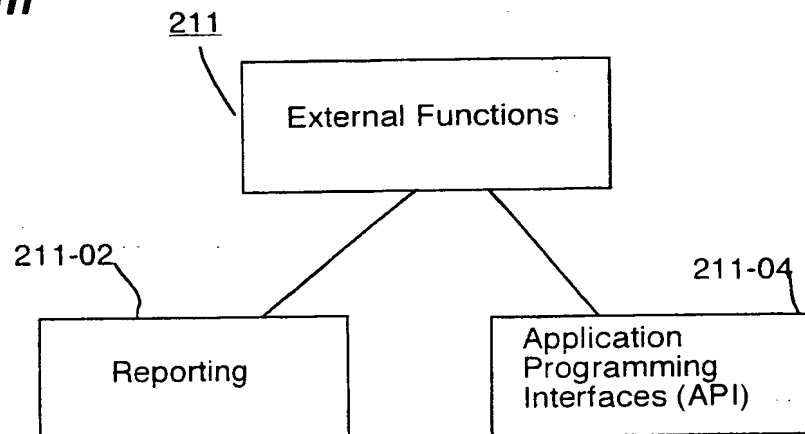 211
External Functions
211-02
211-04
Reporting
Application
Programming
Interfaces (API)